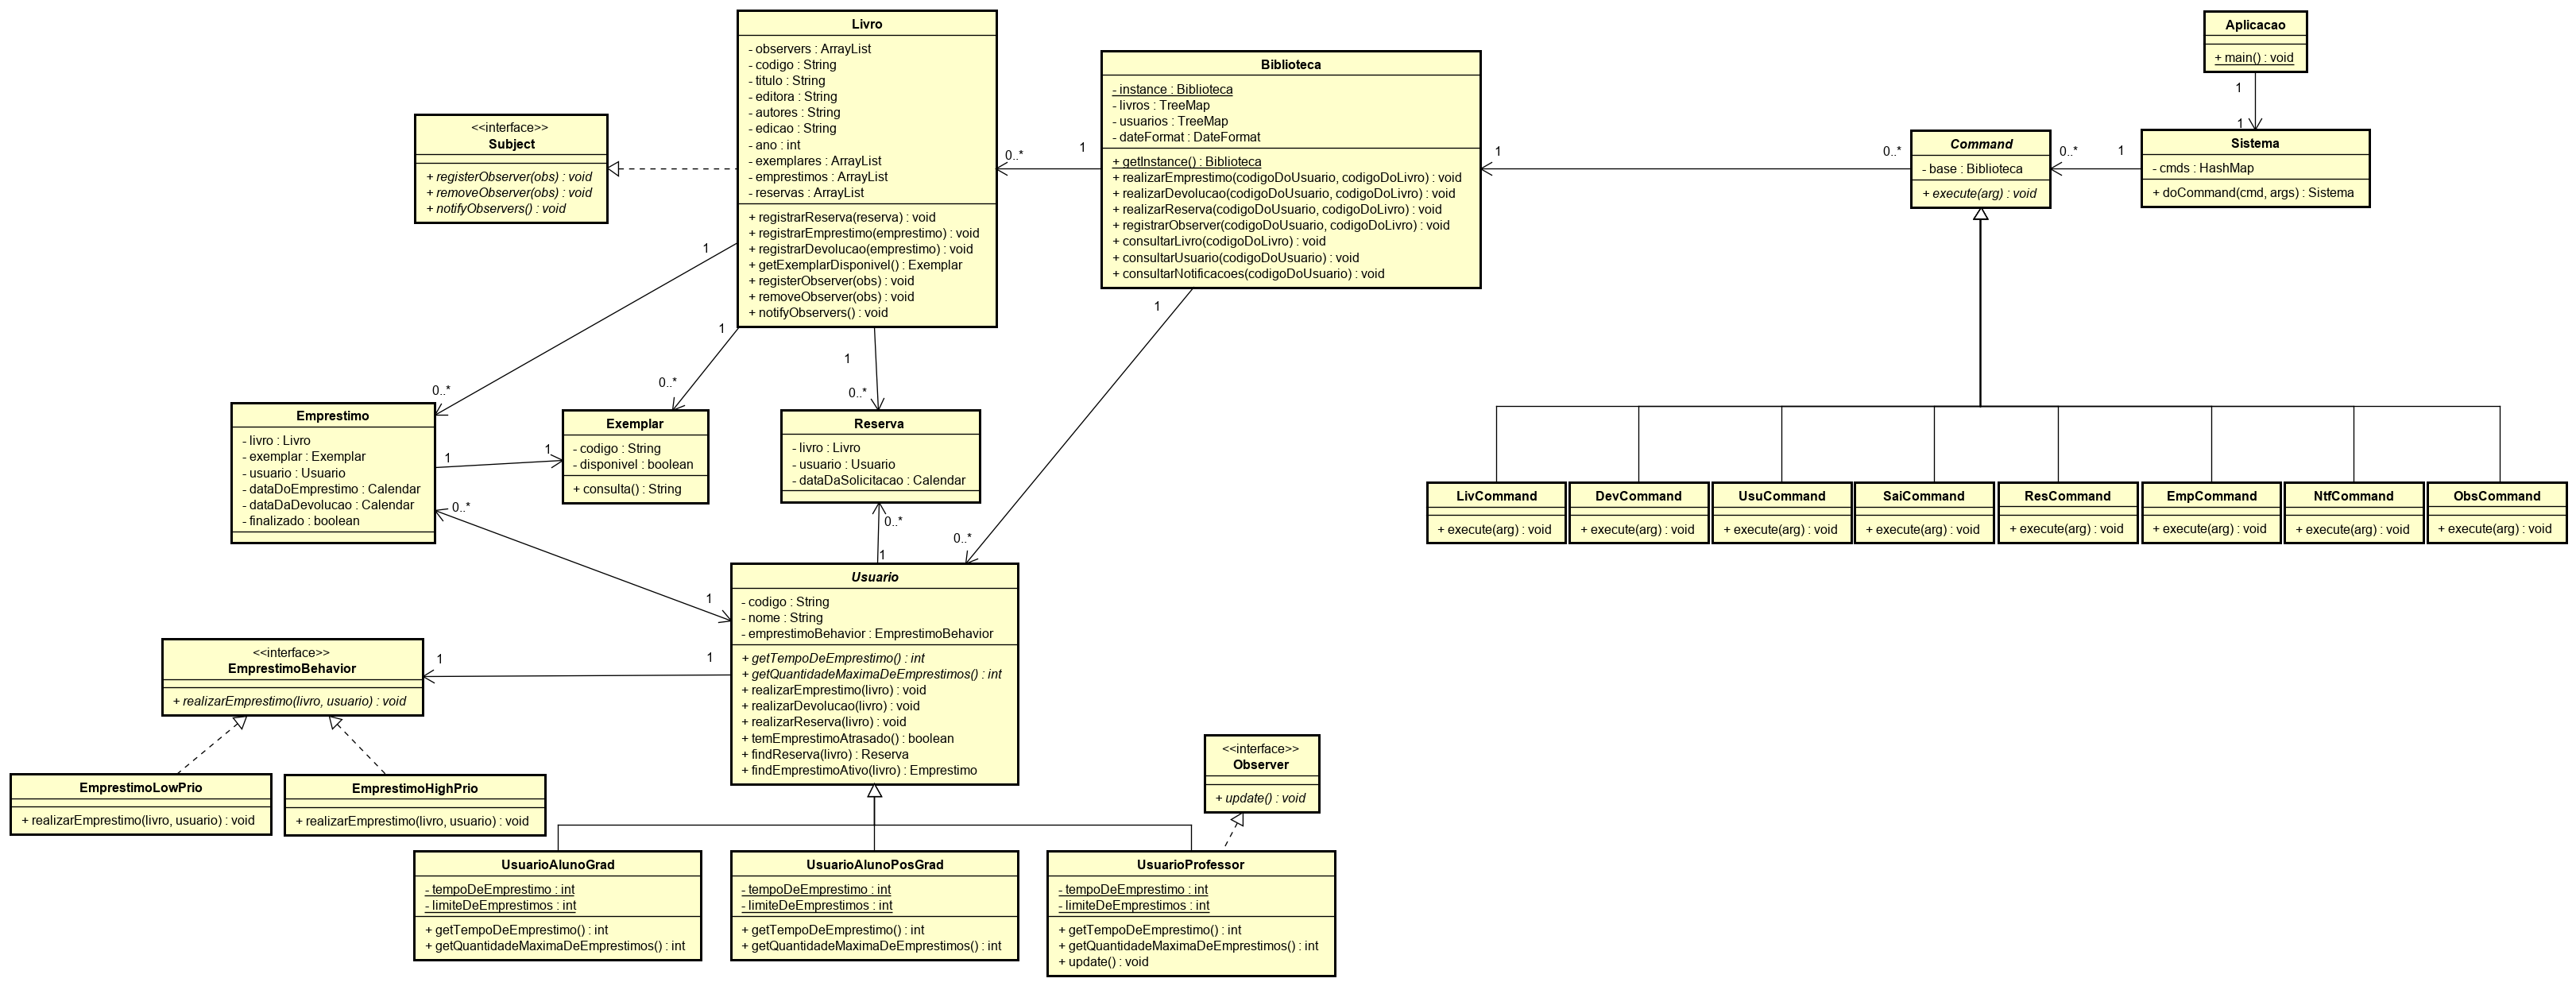 Livro
- observers : ArrayList
- codigo : String
- titulo : String
- editora : String
- autores : String
- edicao : String
- ano : int
- exemplares : ArrayList
- emprestimos : ArrayList
- reservas : ArrayList
+ registrarReserva(reserva) : void
+ registrarEmprestimo(emprestimo) : void
+ registrarDevolucao(emprestimo) : void
+ getExemplarDisponivel() : Exemplar
+ registerObserver(obs) : void
+ removeObserver(obs) : void
+ notifyObservers() : void
<<interface>>
Subject
+ registerObserver(obs) : void
+ removeObserver(obs) : void
+ notifyObservers() : void
Biblioteca
- instance : Biblioteca
- livros : TreeMap
- usuarios : TreeMap
- dateFormat : DateFormat
+ getInstance() : Biblioteca
+ realizarEmprestimo(codigoDoUsuario, codigoDoLivro) : void
+ realizarDevolucao(codigoDoUsuario, codigoDoLivro) : void
+ realizarReserva(codigoDoUsuario, codigoDoLivro) : void
+ registrarObserver(codigoDoUsuario, codigoDoLivro) : void
+ consultarLivro(codigoDoLivro) : void
+ consultarUsuario(codigoDoUsuario) : void
+ consultarNotificacoes(codigoDoUsuario) : void
0..*
1
1
0..*
Command
- base : Biblioteca
+ execute(arg) : void
0..*
1
Aplicacao
+ main() : void
1
1
Sistema
- cmds : HashMap
+ doCommand(cmd, args) : Sistema
1
0..*
1
0..*
1
0..*
1
0..*
Emprestimo
- livro : Livro
- exemplar : Exemplar
- usuario : Usuario
- dataDoEmprestimo : Calendar
- dataDaDevolucao : Calendar
- finalizado : boolean
1
1
Exemplar
- codigo : String
- disponivel : boolean
+ consulta() : String
Reserva
- livro : Livro
- usuario : Usuario
- dataDaSolicitacao : Calendar
0..*
1
0..*
1
LivCommand
+ execute(arg) : void
DevCommand
+ execute(arg) : void
UsuCommand
+ execute(arg) : void
SaiCommand
+ execute(arg) : void
ResCommand
+ execute(arg) : void
EmpCommand
+ execute(arg) : void
NtfCommand
+ execute(arg) : void
ObsCommand
+ execute(arg) : void
Usuario
- codigo : String
- nome : String
- emprestimoBehavior : EmprestimoBehavior
+ getTempoDeEmprestimo() : int
+ getQuantidadeMaximaDeEmprestimos() : int
+ realizarEmprestimo(livro) : void
+ realizarDevolucao(livro) : void
+ realizarReserva(livro) : void
+ temEmprestimoAtrasado() : boolean
+ findReserva(livro) : Reserva
+ findEmprestimoAtivo(livro) : Emprestimo
1
1
<<interface>>
EmprestimoBehavior
+ realizarEmprestimo(livro, usuario) : void
EmprestimoLowPrio
+ realizarEmprestimo(livro, usuario) : void
EmprestimoHighPrio
+ realizarEmprestimo(livro, usuario) : void
<<interface>>
Observer
+ update() : void
UsuarioAlunoGrad
- tempoDeEmprestimo : int
- limiteDeEmprestimos : int
+ getTempoDeEmprestimo() : int
+ getQuantidadeMaximaDeEmprestimos() : int
UsuarioAlunoPosGrad
- tempoDeEmprestimo : int
- limiteDeEmprestimos : int
+ getTempoDeEmprestimo() : int
+ getQuantidadeMaximaDeEmprestimos() : int
UsuarioProfessor
- tempoDeEmprestimo : int
- limiteDeEmprestimos : int
+ getTempoDeEmprestimo() : int
+ getQuantidadeMaximaDeEmprestimos() : int
+ update() : void